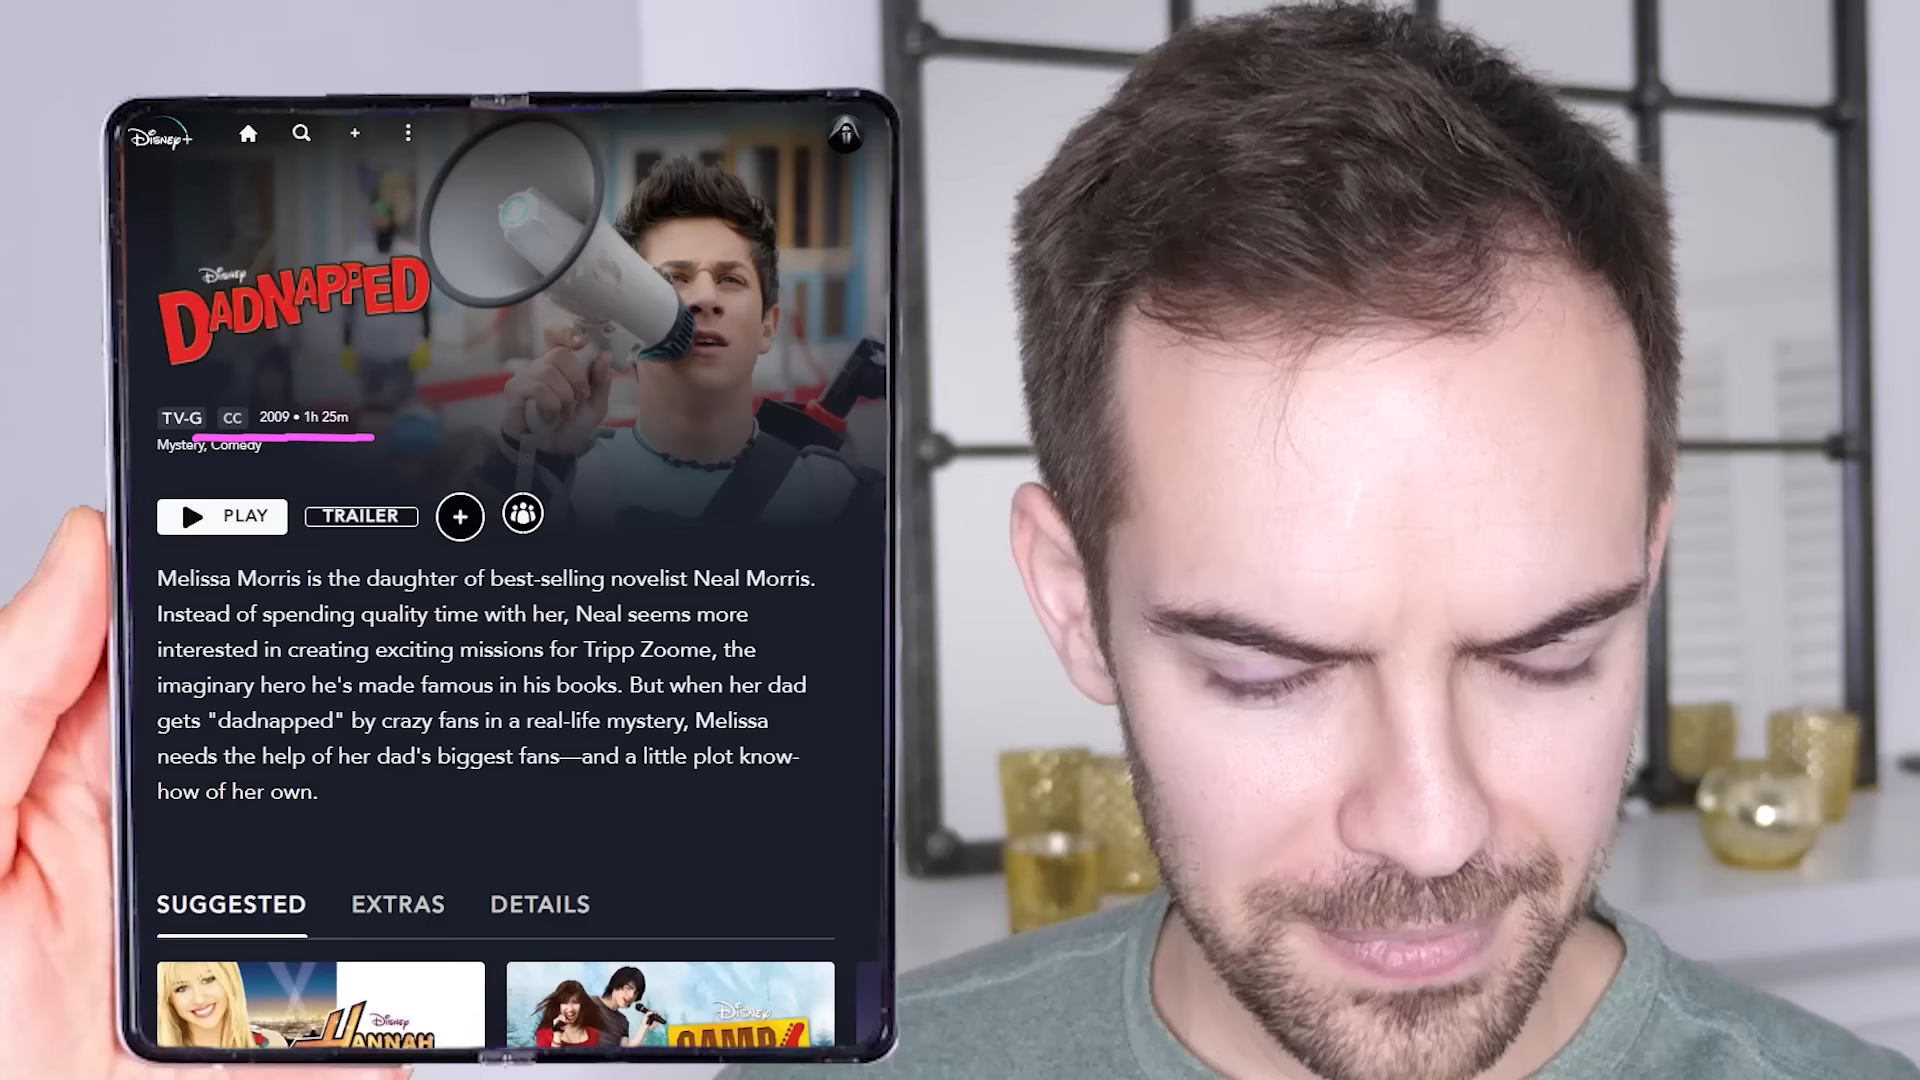 Disney+
Disney
DADNAPPED
TV-G CC 2009 • 1h 25m
Mystery, Comedy
PLAY TRAILER
Melissa Morris is the daughter of best-selling novelist Neal Morris.
Instead of spending quality time with her, Neal seems more
interested in creating exciting missions for Tripp Zoome, the
imaginary hero he's made famous in his books. But when her dad
gets "dadnapped" by crazy fans in a real-life mystery, Melissa
needs the help of her dad's biggest fans—and a little plot know-
how of her own.
SUGGESTED EXTRAS DETAILS
Disney
HANNAH
Disney
CAMP